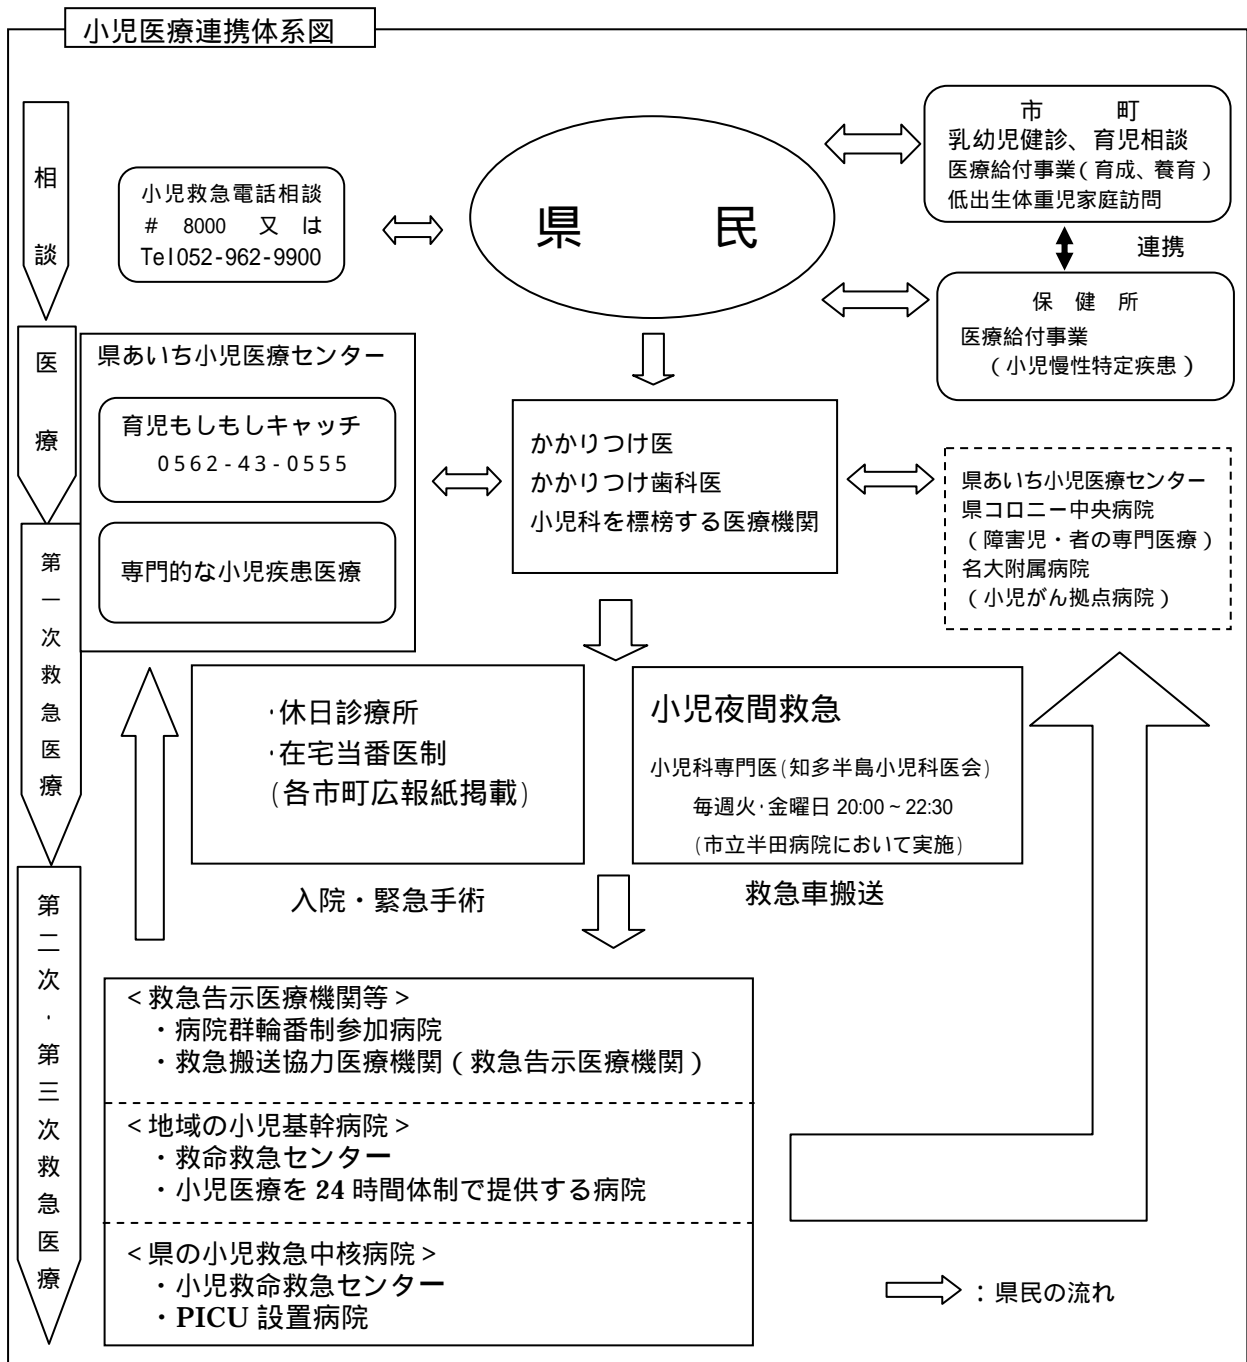 小児医療連携体系図
相談
医療
第一次救急医療
第二次・第三次救急医療
小児救急電話相談
# 8000 又は
Tel052-962-9900
県 民
市 町
乳幼児健診、育児相談
医療給付事業(育成、養育)
低出生体重児家庭訪問
連携
保健所
医療給付事業
(小児慢性特定疾患)
県あいち小児医療センター
育児もしもしキャッチ
0562-43-0555
専門的な小児疾患医療
かかりつけ医
かかりつけ歯科医
小児科を標榜する医療機関
県あいち小児医療センター
県コロニー中央病院
(障害児・者の専門医療)
名大附属病院
(小児がん拠点病院)
・休日診療所
・在宅当番医制
(各市町広報紙掲載)
小児夜間救急
小児科専門医(知多半島小児科医会)
毎週火・金曜日 20:00~22:30
(市立半田病院において実施)
入院・緊急手術
救急車搬送
<救急告示医療機関等>
・病院群輪番制参加病院
・救急搬送協力医療機関(救急告示医療機関)
<地域の小児基幹病院>
・救命救急センター
・小児医療を 24 時間体制で提供する病院
<県の小児救急中核病院>
・小児救命救急センター
・PICU 設置病院
:県民の流れ